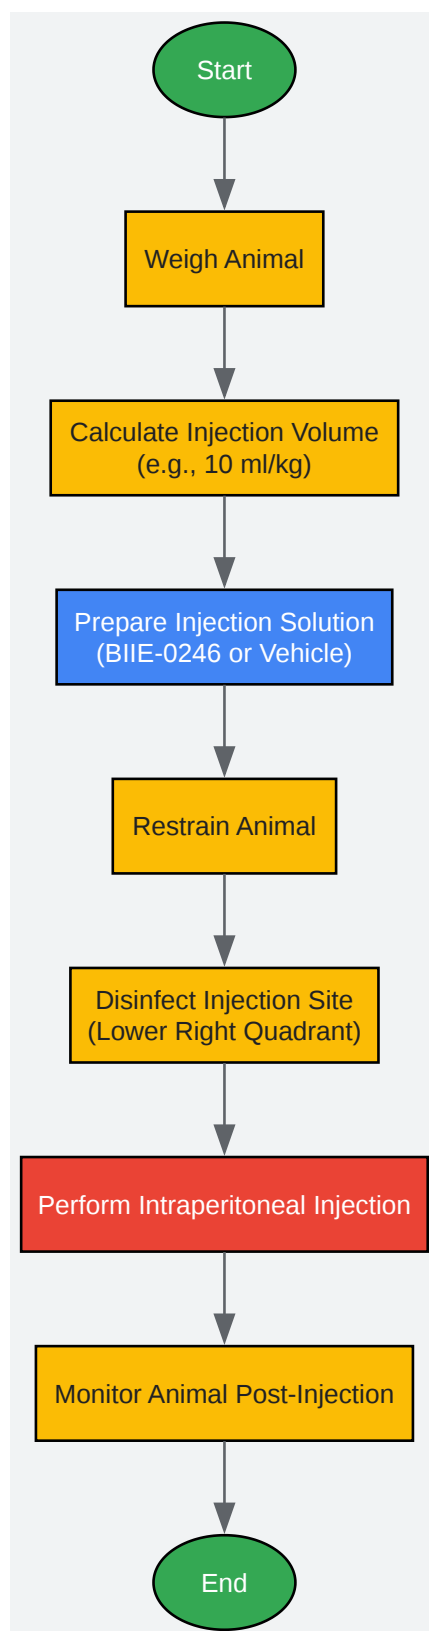 Start
Weigh Animal
Calculate Injection Volume
(e.g., 10 ml/kg)
Prepare Injection Solution
(BIIE-0246 or Vehicle)
Restrain Animal
Disinfect Injection Site
(Lower Right Quadrant)
Perform Intraperitoneal Injection
Monitor Animal Post-Injection
End